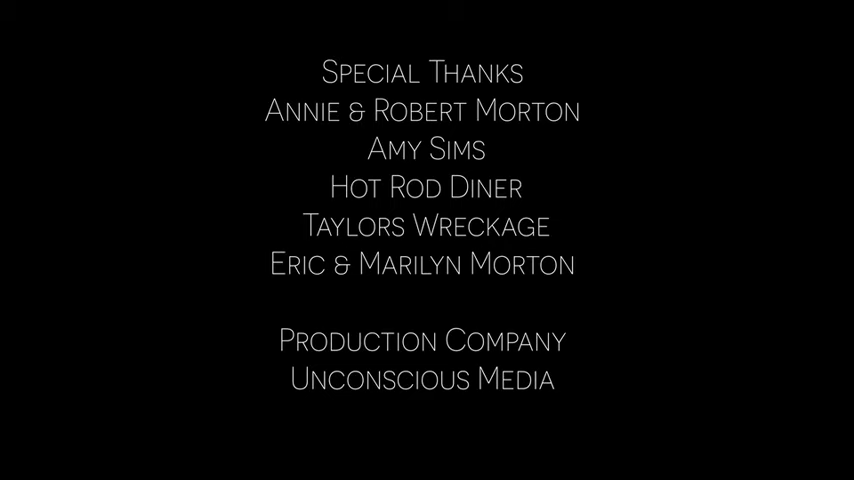 Special Thanks
Annie & Robert Morton
Amy Sims
Hot Rod Diner
Taylors Wreckage
Eric & Marilyn Morton
Production Company
Unconscious Media